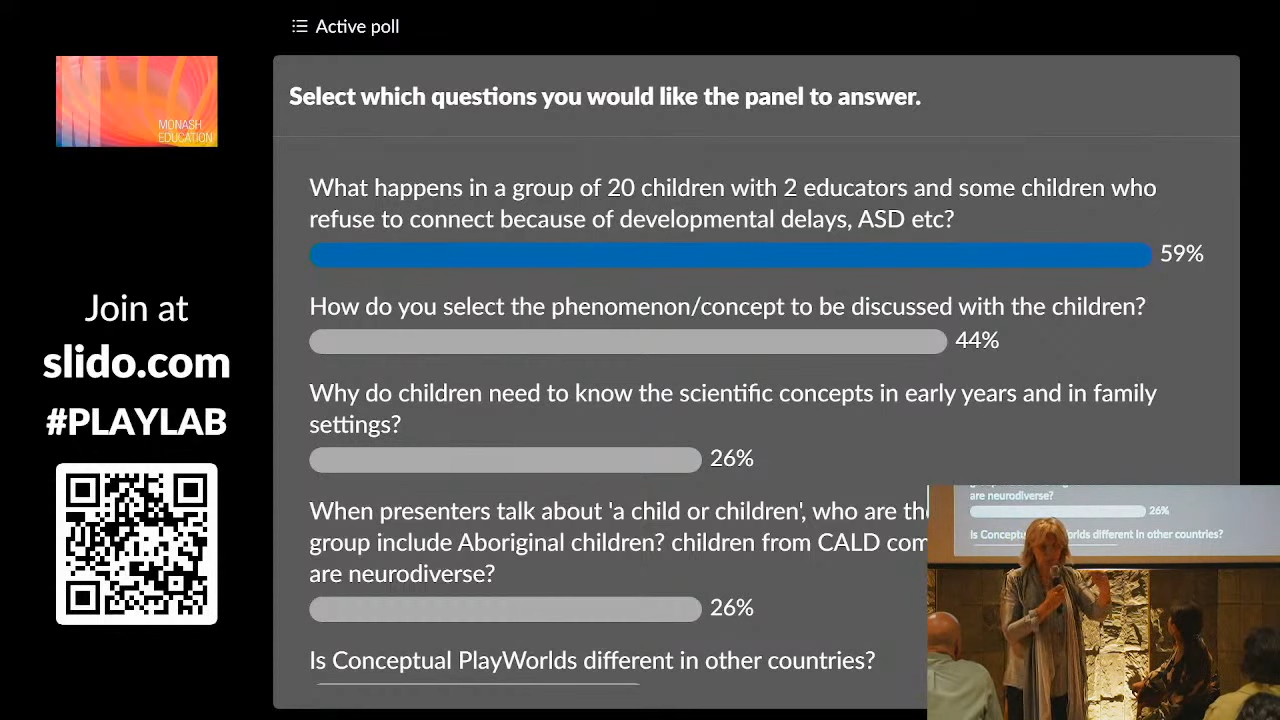 Active poll
MONASH
EDUCATION
Select which questions you would like the panel to answer.
What happens in a group of 20 children with 2 educators and some children who
refuse to connect because of developmental delays, ASD etc?
59%
How do you select the phenomenon/concept to be discussed with the children?
44%
Why do children need to know the scientific concepts in early years and in family
settings?
26%
When presenters talk about 'a child or children', who are
group include Aboriginal children? children from CALD
are neurodiverse?
26%
Is Conceptual PlayWorlds different in other countries?
Join at
slido.com
#PLAYLAB
are neurodiverse?
26%
Is different in other countries?